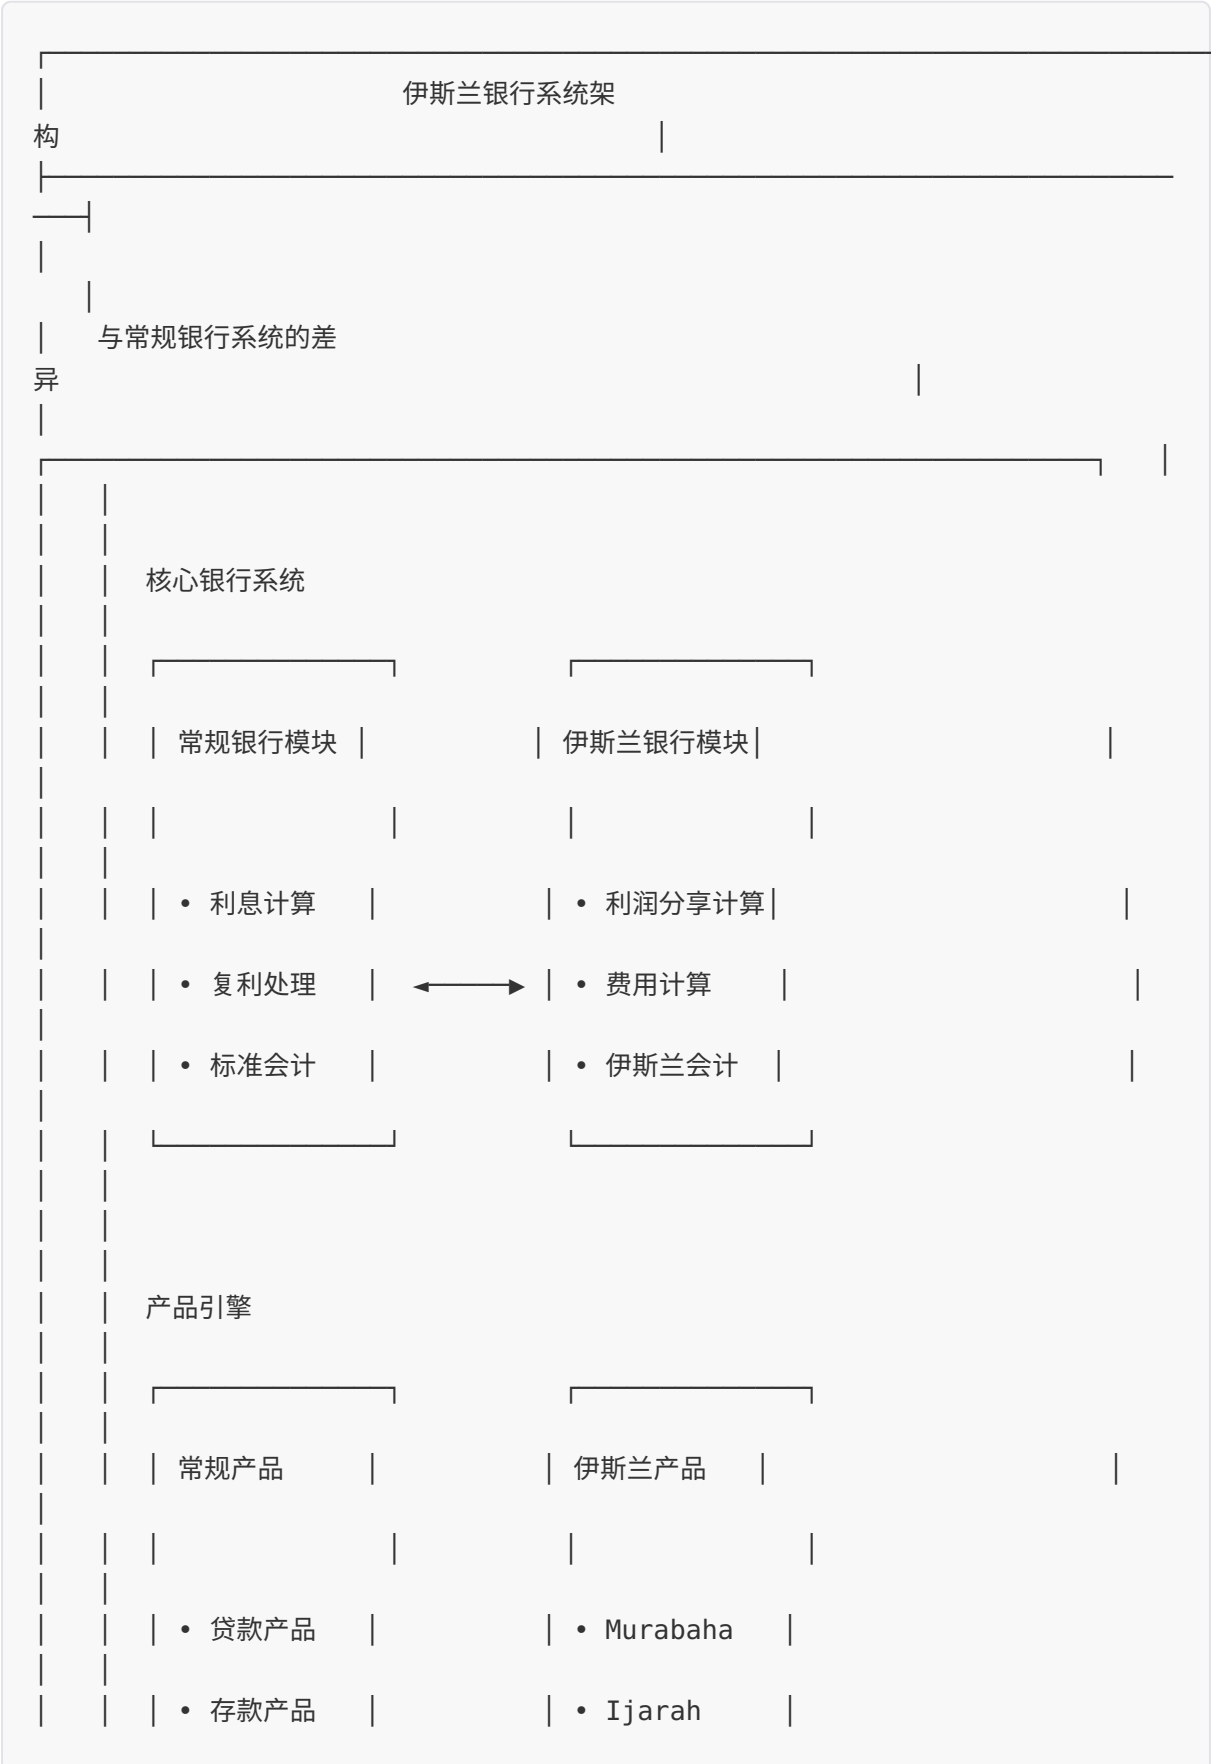 伊斯兰银行系统架
构
与常规银行系统的差
异
核心银行系统
常规银行模块 伊斯兰银行模块
• 利息计算 • 利润分享计算
• 复利处理 ◄─────► • 费用计算
• 标准会计 • 伊斯兰会计
产品引擎
常规产品 伊斯兰产品
• 贷款产品 • Murabaha
• 存款产品 • Ijarah